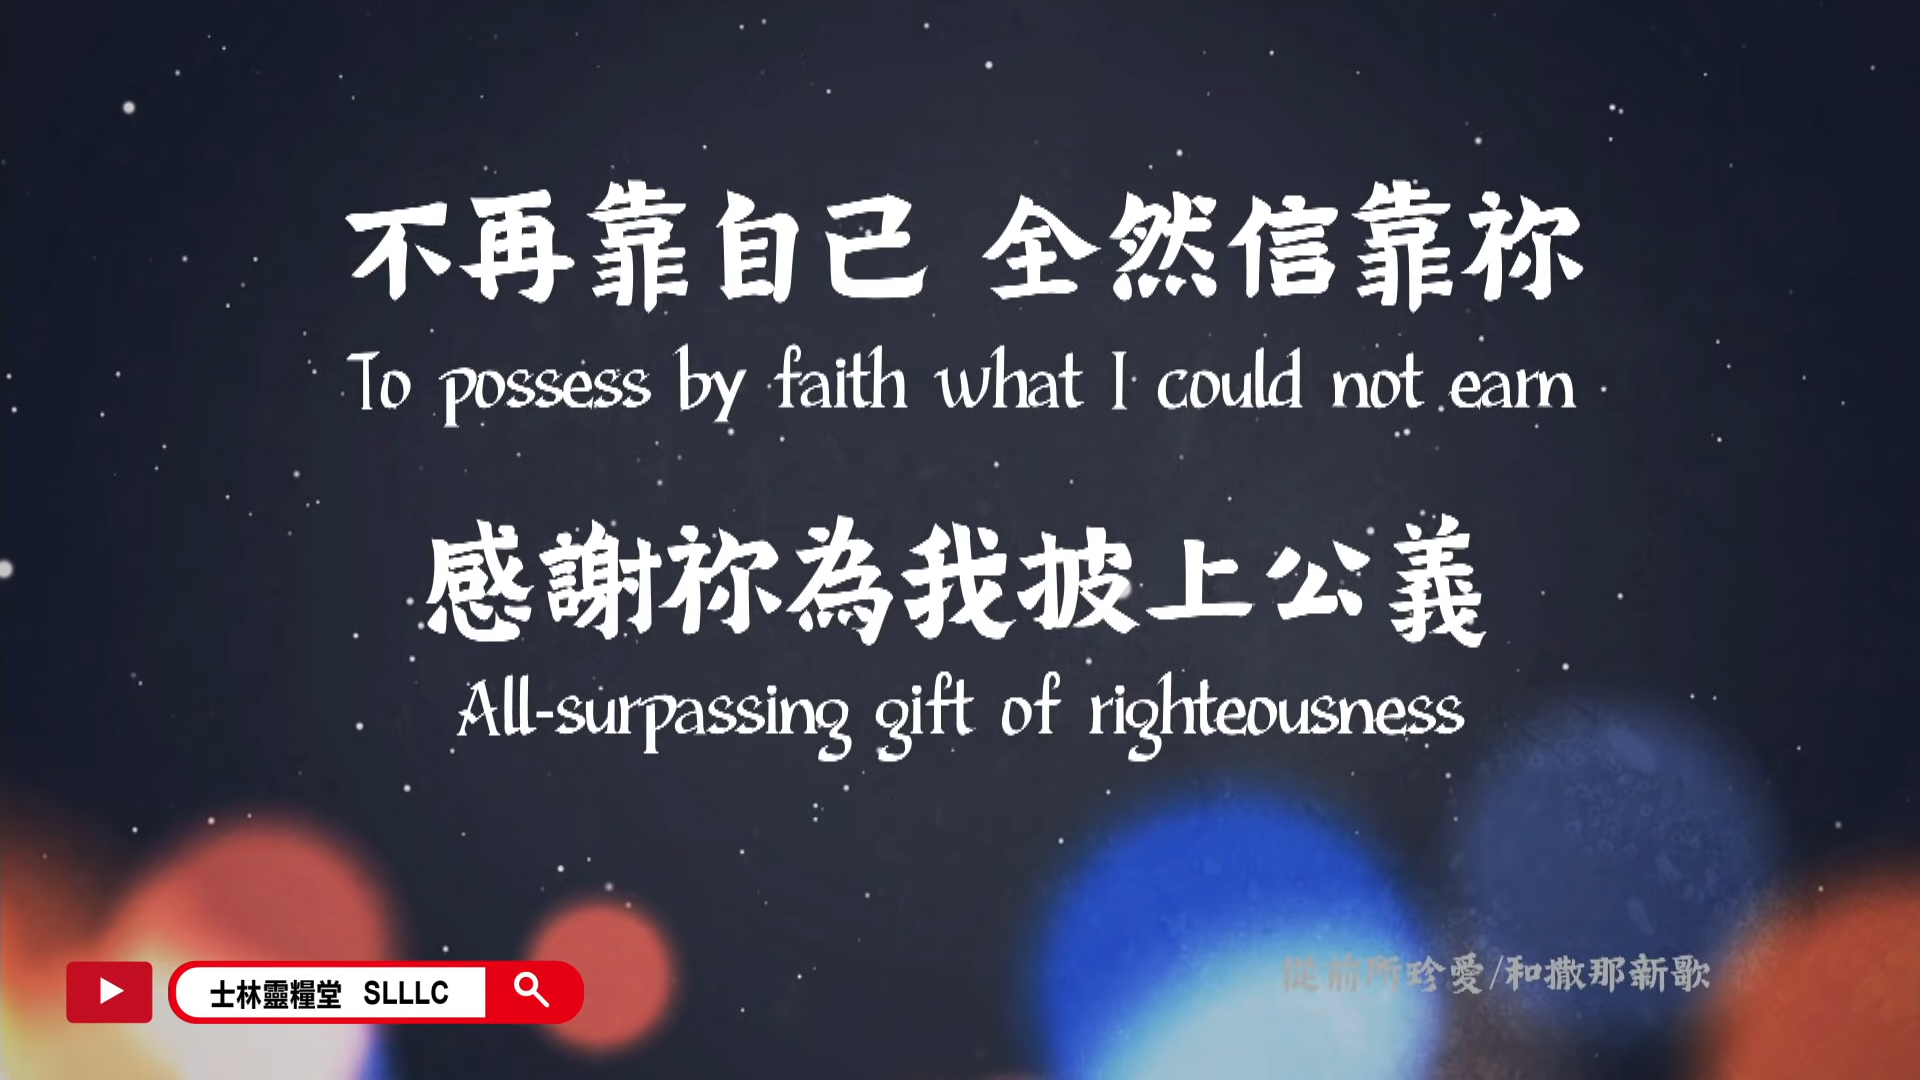 不再靠自己 全然信靠祢
To possess by faith what I could not earn
感謝祢為我披上公義
All-surpassing gift of righteousness
從前所珍愛/和撒那新歌
士林靈糧堂 SLLLC